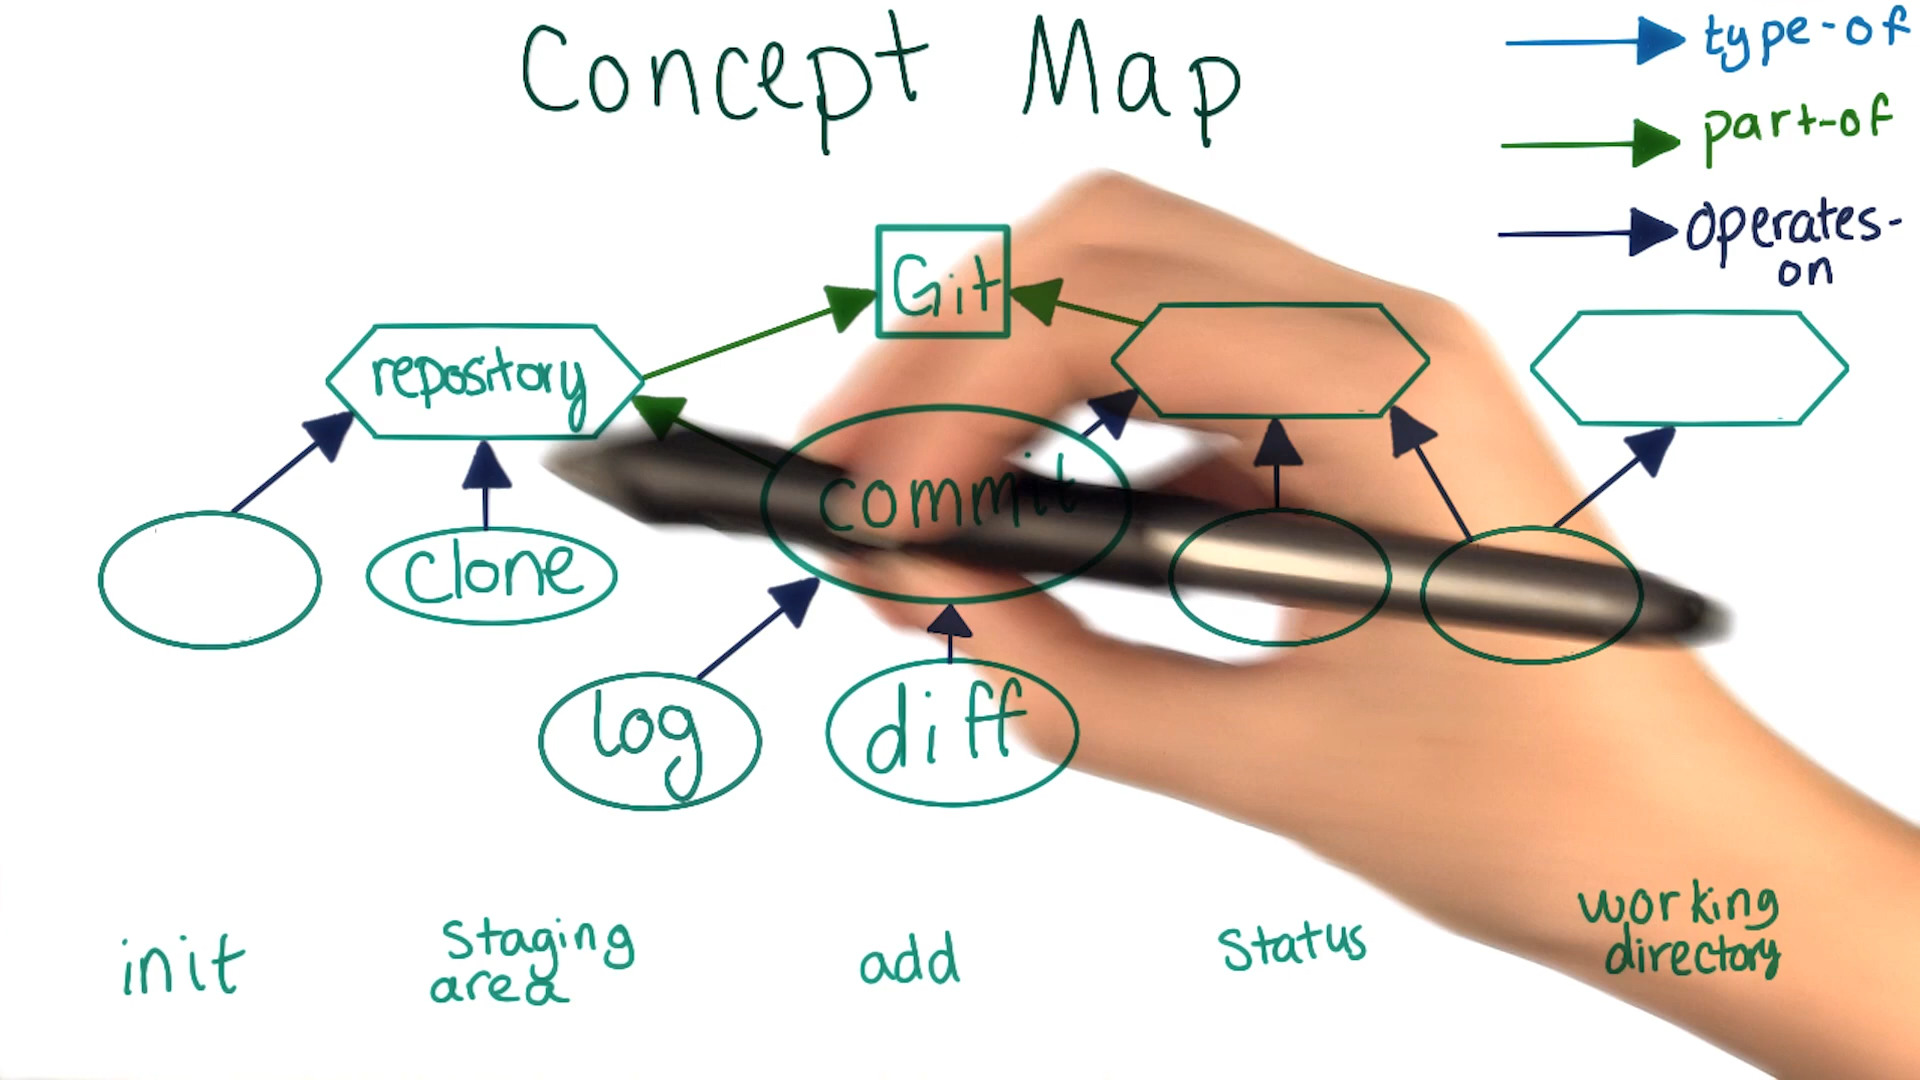 Concept Map
type-of
part-of
operates-
on
Git
repository
commit
clone
log
diff
init
Staging
area
add
Status
working
directory